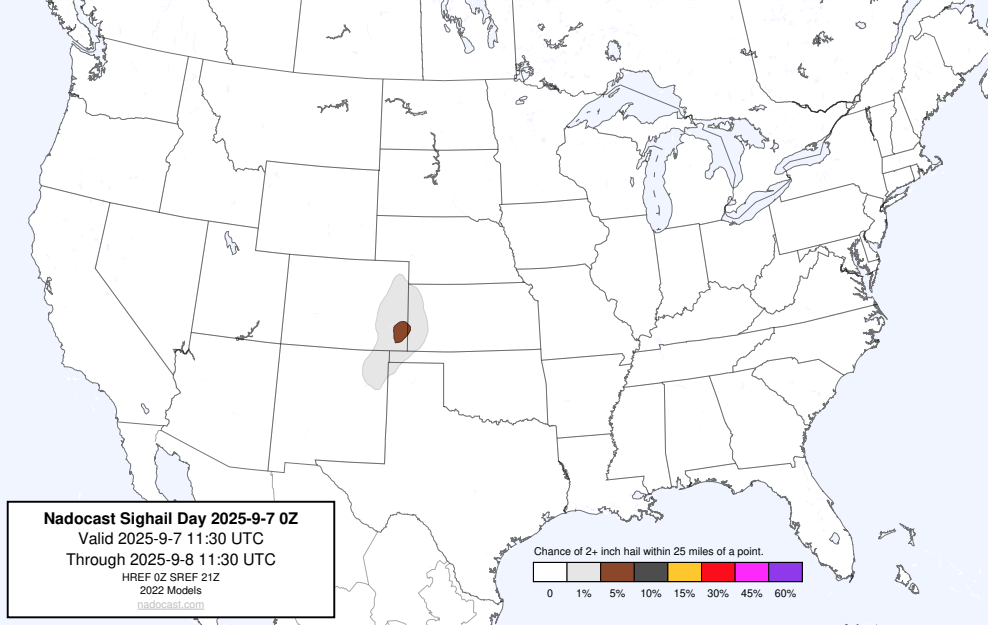 Nadocast Sighail Day 2025-9-7 0Z
Valid 2025-9-7 11:30 UTC
Through 2025-9-8 11:30 UTC
HREF 0Z SREF 21Z
2022 Models
nadocast.com
Chance of 2+ inch hail within 25 miles of a point.
0 1% 5% 10% 15% 30% 45% 60%